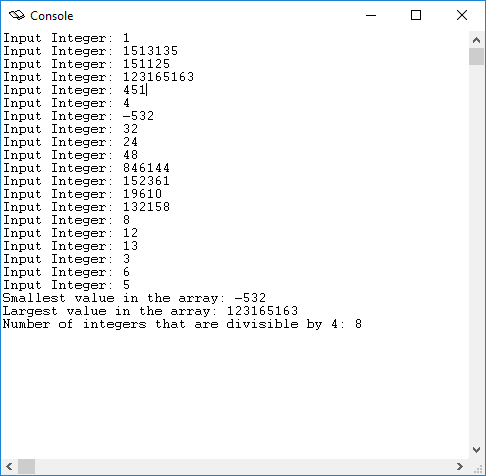 Console
Input Integer: 1
Input Integer: 1513135
Input Integer: 151125
Input Integer: 123165163
Input Integer: 451
Input Integer: 4
Input Integer: -532
Input Integer: 32
Input Integer: 24
Input Integer: 48
Input Integer: 846144
Input Integer: 152361
Input Integer: 19610
Input Integer: 132158
Input Integer: 8
Input Integer: 12
Input Integer: 13
Input Integer: 3
Input Integer: 6
Input Integer: 5
Smallest value in the array: -532
Largest value in the array: 123165163
Number of integers that are divisible by 4: 8